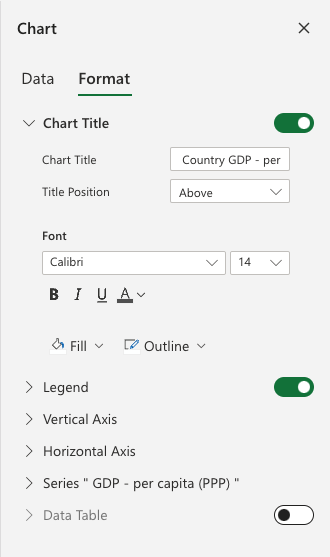 Chart
Data Format
Chart Title
Chart Title Country GDP - per
Title Position Above
Font
Calibri 14
B I U A
Fill Outline
Legend
Vertical Axis
Horizontal Axis
Series " GDP - per capita (PPP) "
Data Table